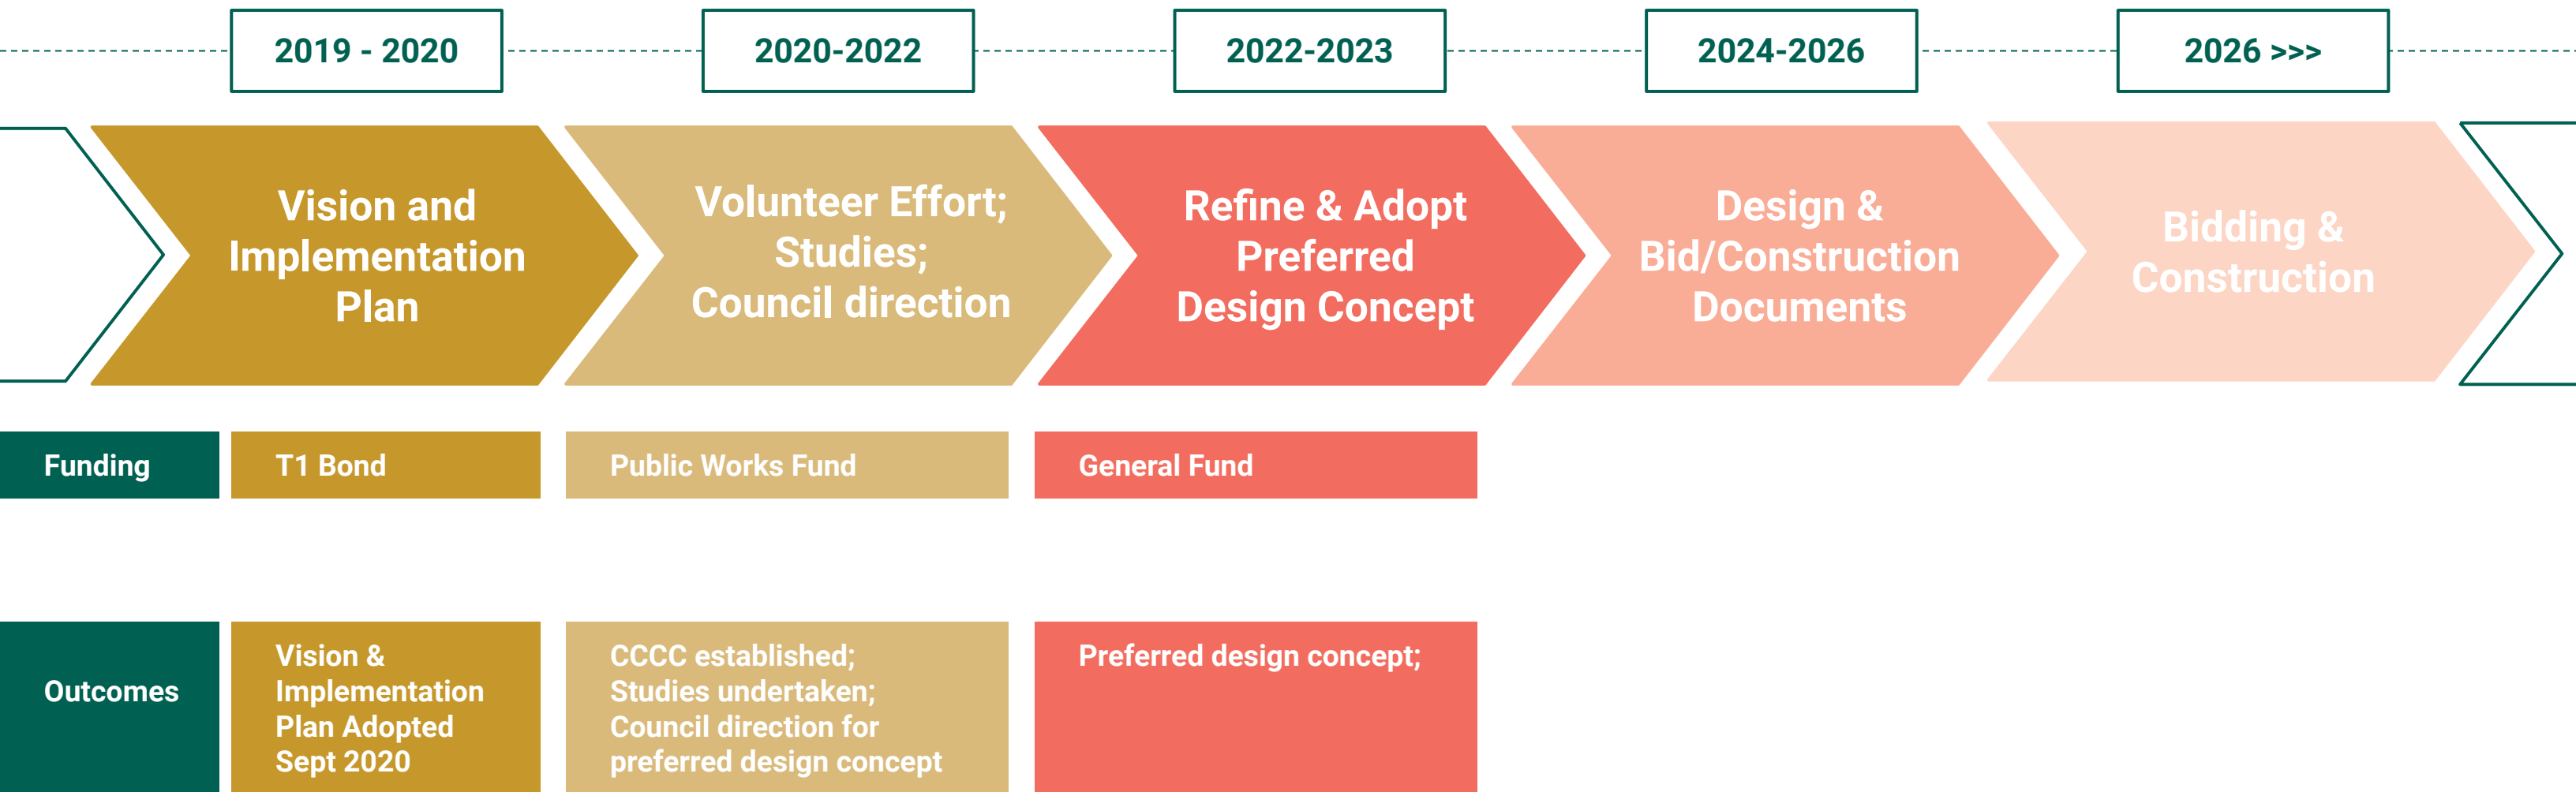 2019 - 2020
2020-2022
2022-2023
2024-2026
2026 >>>
Vision and
Implementation
Plan
Volunteer Effort;
Studies;
Council direction
Refine & Adopt
Preferred
Design Concept
Design &
Bid/Construction
Documents
Bidding &
Construction
Funding
T1 Bond
Public Works Fund
General Fund
Outcomes
Vision &
Implementation
Plan Adopted
Sept 2020
CCCC established;
Studies undertaken;
Council direction for
preferred design concept
Preferred design concept;